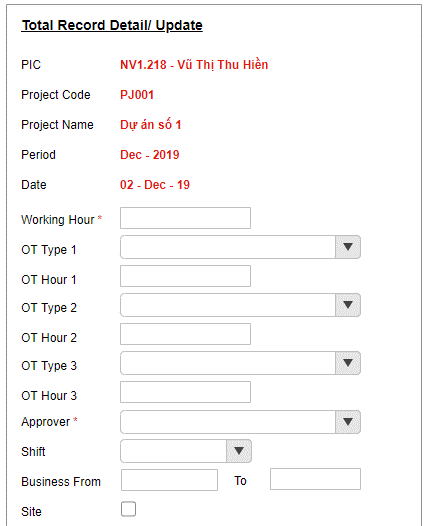 Total Record Detail/ Update
PIC NV1.218 - Vũ Thị Thu Hiền
Project Code PJ001
Project Name Dự án số 1
Period Dec - 2019
Date 02 - Dec - 19
Working Hour *
OT Type 1
OT Hour 1
OT Type 2
OT Hour 2
OT Type 3
OT Hour 3
Approver *
Shift
Business From To
Site